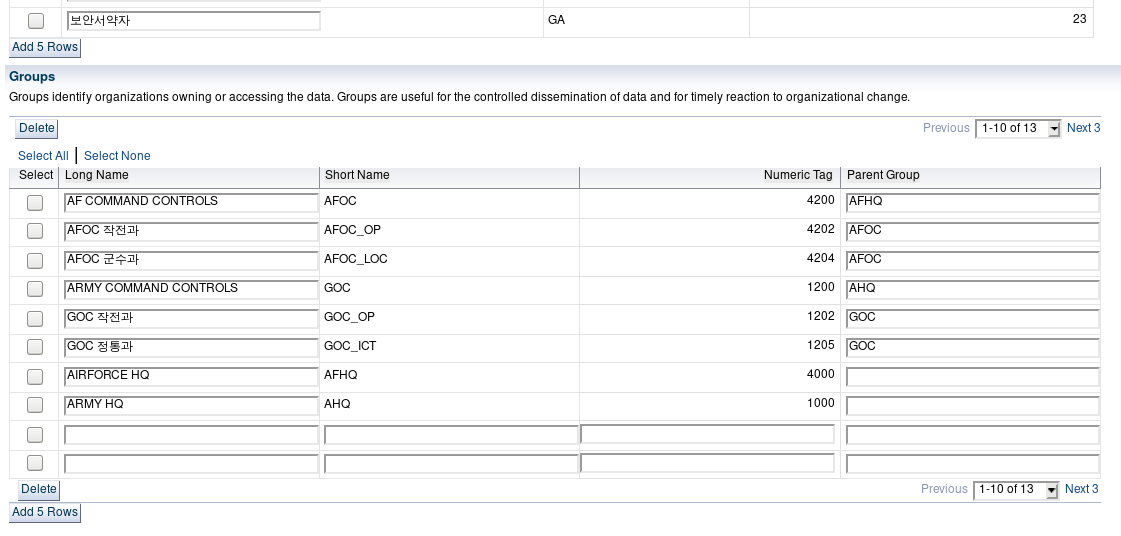 보안서약자 GA 23
Add 5 Rows
Groups
Groups identify organizations owning or accessing the data. Groups are useful for the controlled dissemination of data and for timely reaction to organizational change.
Delete Previous 1-10 of 13 Next 3
Select All | Select None
Select Long Name Short Name Numeric Tag Parent Group
AF COMMAND CONTROLS AFOC 4200 AFHQ
AFOC 작전과 AFOC_OP 4202 AFOC
AFOC 군수과 AFOC_LOC 4204 AFOC
ARMY COMMAND CONTROLS GOC 1200 AHQ
GOC 작전과 GOC_OP 1202 GOC
GOC 정통과 GOC_ICT 1205 GOC
AIRFORCE HQ AFHQ 4000
ARMY HQ AHQ 1000
Delete Previous 1-10 of 13 Next 3
Add 5 Rows